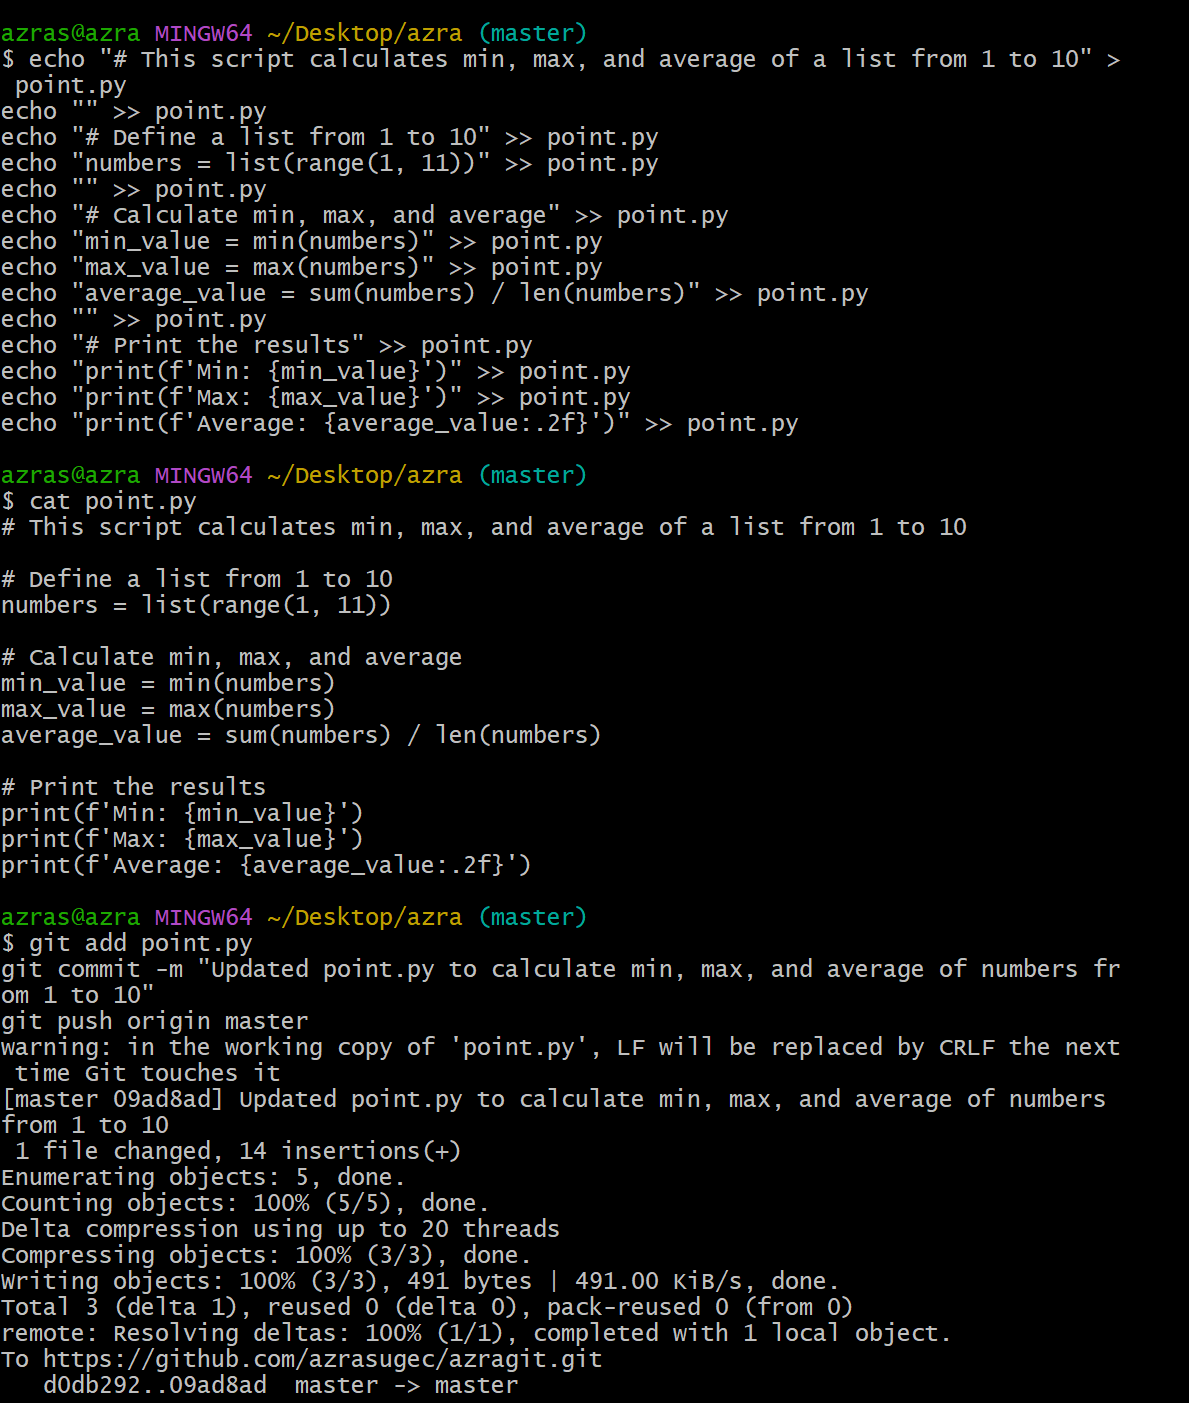 azras@azra MINGW64 ~/Desktop/azra (master)
$ echo "# This script calculates min, max, and average of a list from 1 to 10" >
 point.py
echo "" >> point.py
echo "# Define a list from 1 to 10" >> point.py
echo "numbers = list(range(1, 11))" >> point.py
echo "" >> point.py
echo "# Calculate min, max, and average" >> point.py
echo "min_value = min(numbers)" >> point.py
echo "max_value = max(numbers)" >> point.py
echo "average_value = sum(numbers) / len(numbers)" >> point.py
echo "" >> point.py
echo "# Print the results" >> point.py
echo "print(f'Min: {min_value}')" >> point.py
echo "print(f'Max: {max_value}')" >> point.py
echo "print(f'Average: {average_value:.2f}')" >> point.py

azras@azra MINGW64 ~/Desktop/azra (master)
$ cat point.py
# This script calculates min, max, and average of a list from 1 to 10

# Define a list from 1 to 10
numbers = list(range(1, 11))

# Calculate min, max, and average
min_value = min(numbers)
max_value = max(numbers)
average_value = sum(numbers) / len(numbers)

# Print the results
print(f'Min: {min_value}')
print(f'Max: {max_value}')
print(f'Average: {average_value:.2f}')

azras@azra MINGW64 ~/Desktop/azra (master)
$ git add point.py
git commit -m "Updated point.py to calculate min, max, and average of numbers fr
om 1 to 10"
git push origin master
warning: in the working copy of 'point.py', LF will be replaced by CRLF the next
 time Git touches it
[master 09ad8ad] Updated point.py to calculate min, max, and average of numbers
from 1 to 10
 1 file changed, 14 insertions(+)
Enumerating objects: 5, done.
Counting objects: 100% (5/5), done.
Delta compression using up to 20 threads
Compressing objects: 100% (3/3), done.
Writing objects: 100% (3/3), 491 bytes | 491.00 KiB/s, done.
Total 3 (delta 1), reused 0 (delta 0), pack-reused 0 (from 0)
remote: Resolving deltas: 100% (1/1), completed with 1 local object.
To https://github.com/azrasugec/azragit.git
   d0db292..09ad8ad  master -> master